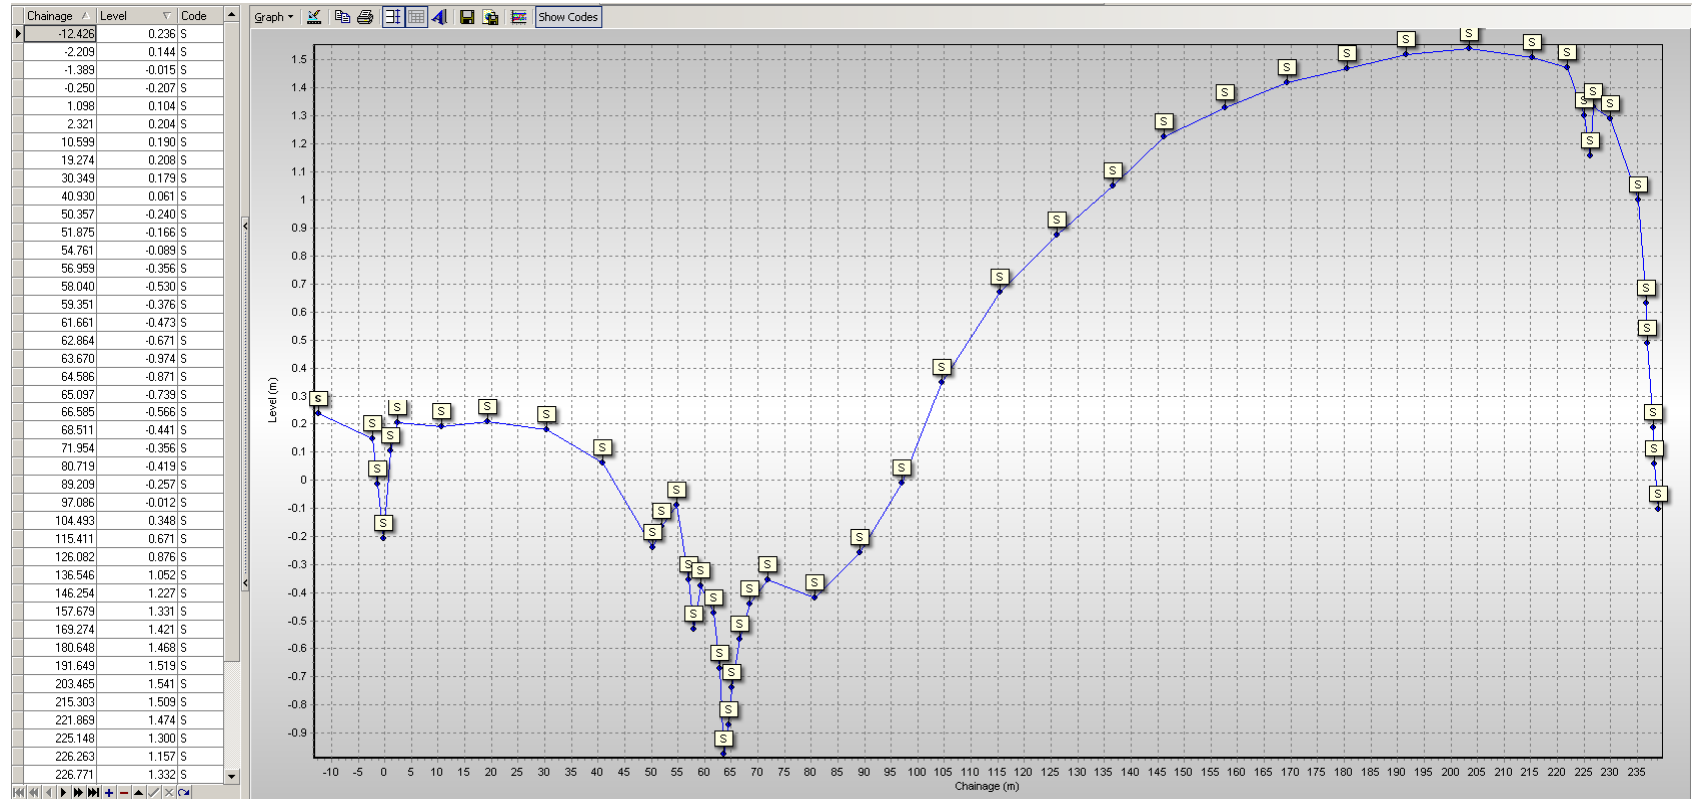 Chainage Level Code
-12.426 0.236 S
-2.209 0.144 S
-1.389 -0.015 S
-0.250 -0.207 S
1.098 0.104 S
2.321 0.204 S
10.599 0.190 S
19.274 0.208 S
30.349 0.179 S
40.930 0.061 S
50.357 -0.240 S
51.875 -0.166 S
54.761 -0.089 S
56.959 -0.356 S
58.040 -0.530 S
59.351 -0.376 S
61.661 -0.473 S
62.864 -0.671 S
63.670 -0.974 S
64.586 -0.871 S
65.097 -0.739 S
66.585 -0.566 S
68.511 -0.441 S
71.954 -0.356 S
80.719 -0.419 S
89.209 -0.257 S
97.086 -0.012 S
104.493 0.348 S
115.411 0.671 S
126.082 0.876 S
136.546 1.052 S
146.254 1.227 S
157.679 1.331 S
169.274 1.421 S
180.648 1.468 S
191.649 1.519 S
203.465 1.541 S
215.303 1.509 S
221.869 1.474 S
225.148 1.300 S
226.263 1.157 S
226.771 1.332 S
Graph Show Codes
1.5
1.4
1.3
1.2
1.1
1
0.9
0.8
0.7
0.6
0.5
0.4
0.3
0.2
0.1
0
-0.1
-0.2
-0.3
-0.4
-0.5
-0.6
-0.7
-0.8
-0.9
Level (m)
S S S S S S S S S S S S S S S S S S S S S S S S S S S S S S S S S S S S S S S S S S S S S S S S S S
-10 -5 0 5 10 15 20 25 30 35 40 45 50 55 60 65 70 75 80 85 90 95 100 105 110 115 120 125 130 135 140 145 150 155 160 165 170 175 180 185 190 195 200 205 210 215 220 225 230 235
Chainage (m)